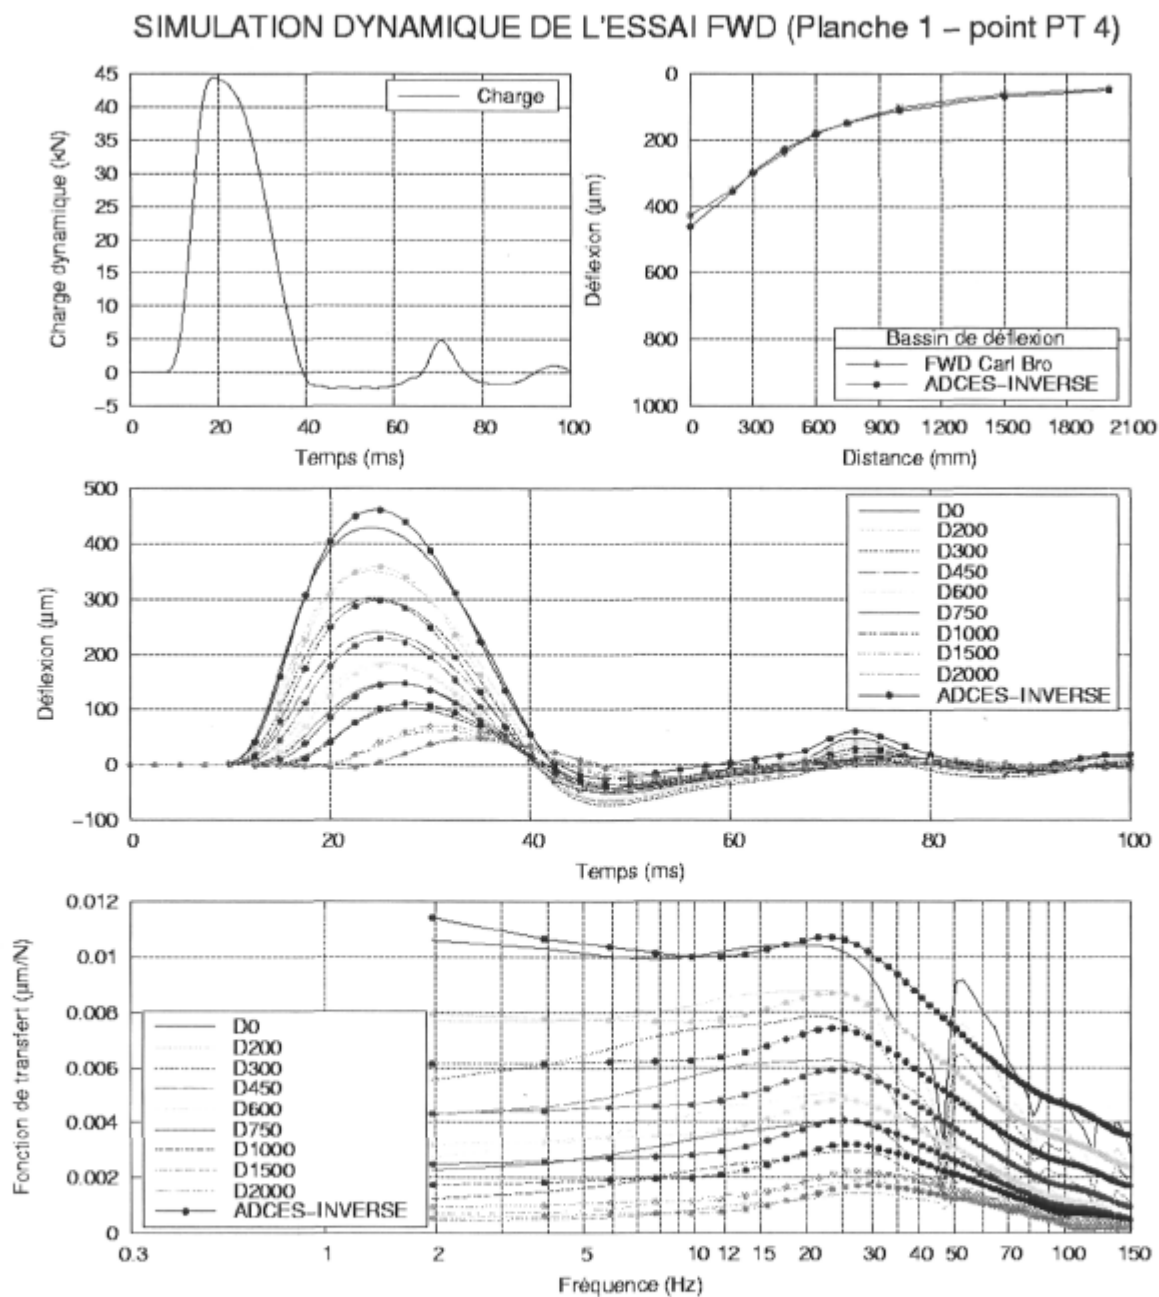 SIMULATION DYNAMIQUE DE L'ESSAI FWD (Planche 1 – point PT 4)
45
40
35
30
25
20
15
10
5
0
−5
Charge dynamique (kN)
Charge
0 20 40 60 80 100
Temps (ms)
0
200
400
600
800
1000
Déflexion (µm)
Bassin de déflexion
FWD Carl Bro
ADCES−INVERSE
0 300 600 900 1200 1500 1800 2100
Distance (mm)
500
400
300
200
100
0
−100
Déflexion (µm)
D0
D200
D300
D450
D600
D750
D1000
D1500
D2000
ADCES−INVERSE
0 20 40 60 80 100
Temps (ms)
0.012
0.01
0.008
0.006
0.004
0.002
0
Fonction de transfert (µm/N)
D0
D200
D300
D450
D600
D750
D1000
D1500
D2000
ADCES−INVERSE
0.3 1 2 5 10 12 15 20 30 40 50 70 100 150
Fréquence (Hz)